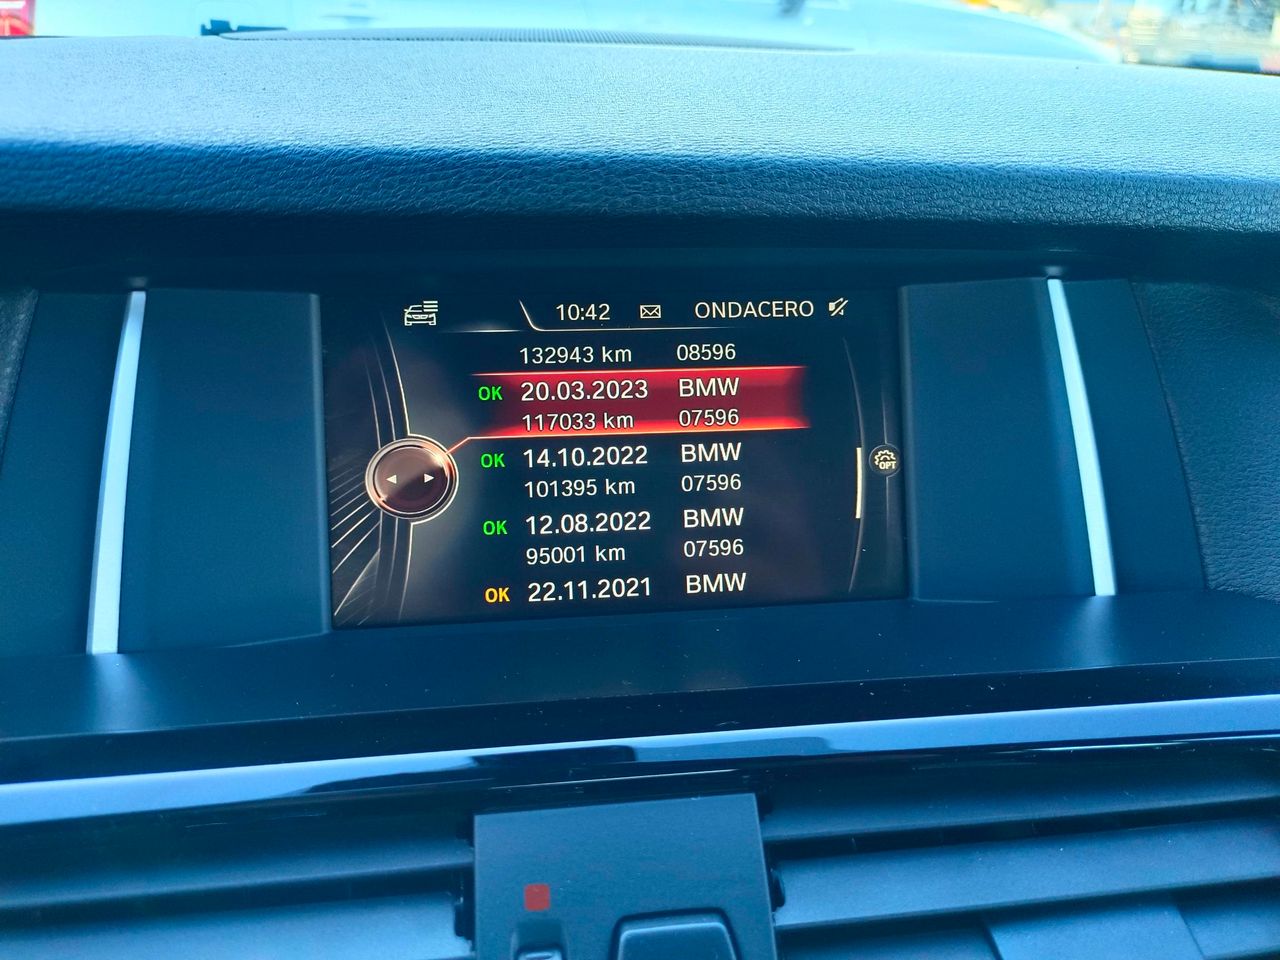 10:42 ONDACERO
132943 km 08596
OK 20.03.2023 BMW
117033 km 07596
OK 14.10.2022 BMW
101395 km 07596
OK 12.08.2022 BMW
95001 km 07596
OK 22.11.2021 BMW
OPT